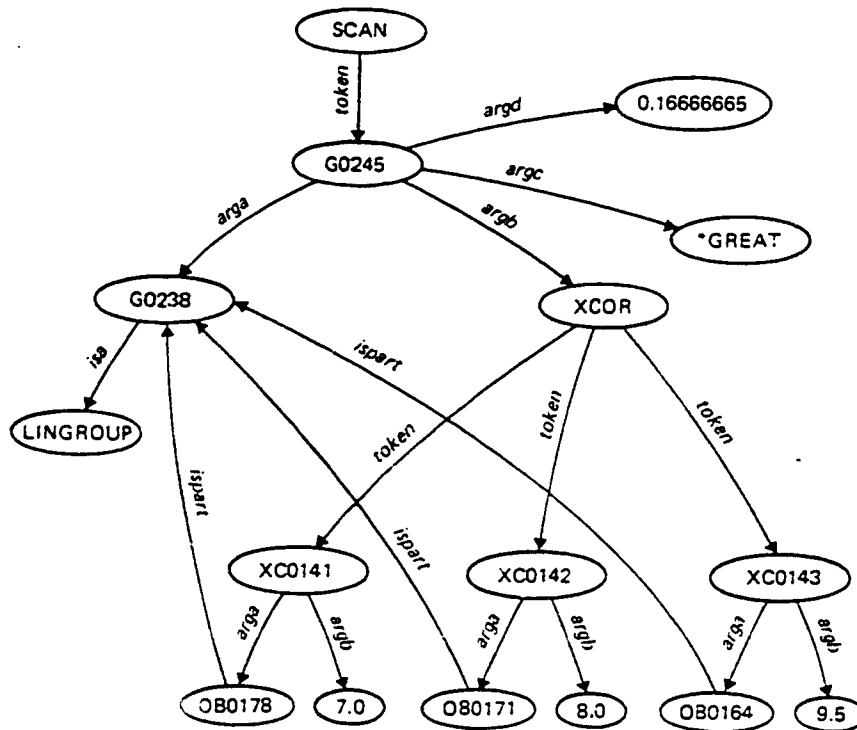 SCAN
token
argd
0.16666665
G0245
argc
*GREAT
arga
argb
G0238
XCOR
isa
ispart
LINGROUP
token
token
token
ispart
ispart
XC0141
XC0142
XC0143
arga
argb
arga
argb
arga
argb
OB0178
7.0
OB0171
8.0
OB0164
9.5